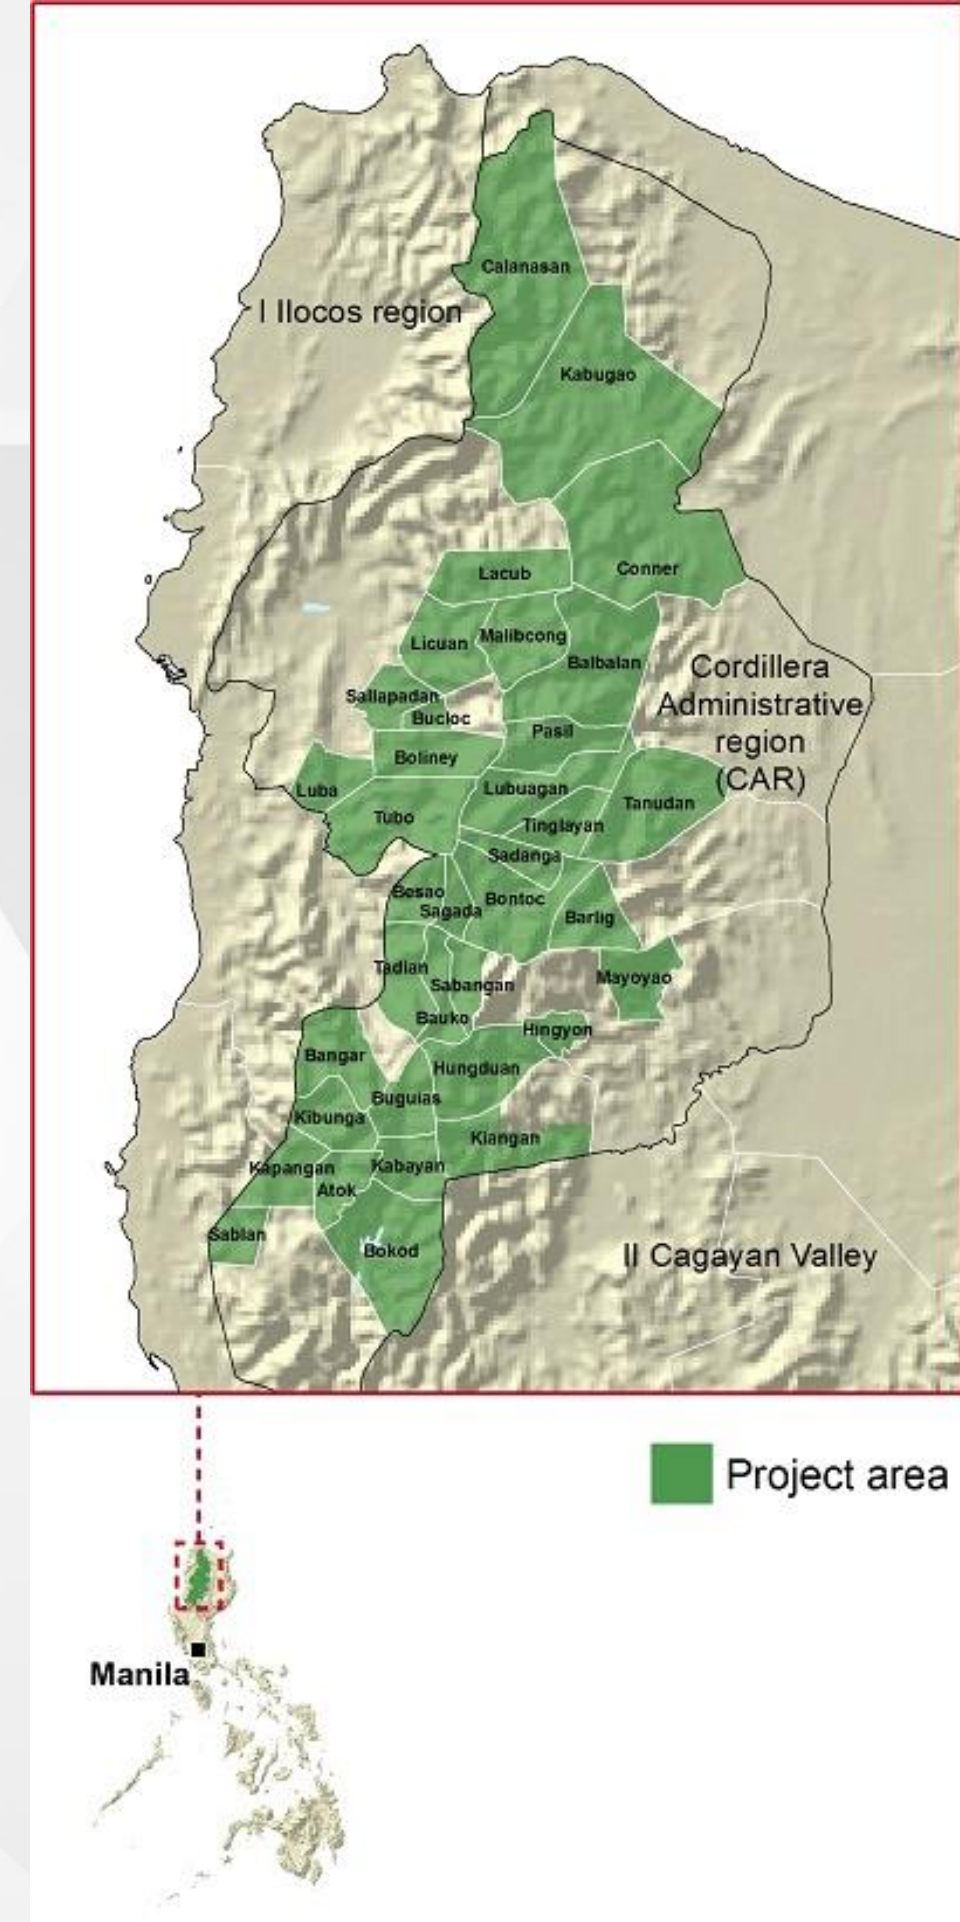 Calanasan
I Ilocos region
Kabugao
Conner
Lacub
Malibcong
Licuan
Balbalan
Cordillera
Administrative
region
(CAR)
Sallapadan
Bucloc
Pasil
Boliney
Luba
Lubuagan
Tanudan
Tubo
Tinglayan
Sadanga
Besao
Bontoc
Sagada
Barlig
Tadian
Sabangan
Mayoyao
Bauko
Hingyon
Bangar
Hungduan
Buguias
Kibunga
Kiangan
Kapangan
Kabayan
Atok
Sablan
Bokod
II Cagayan Valley
Project area
Manila